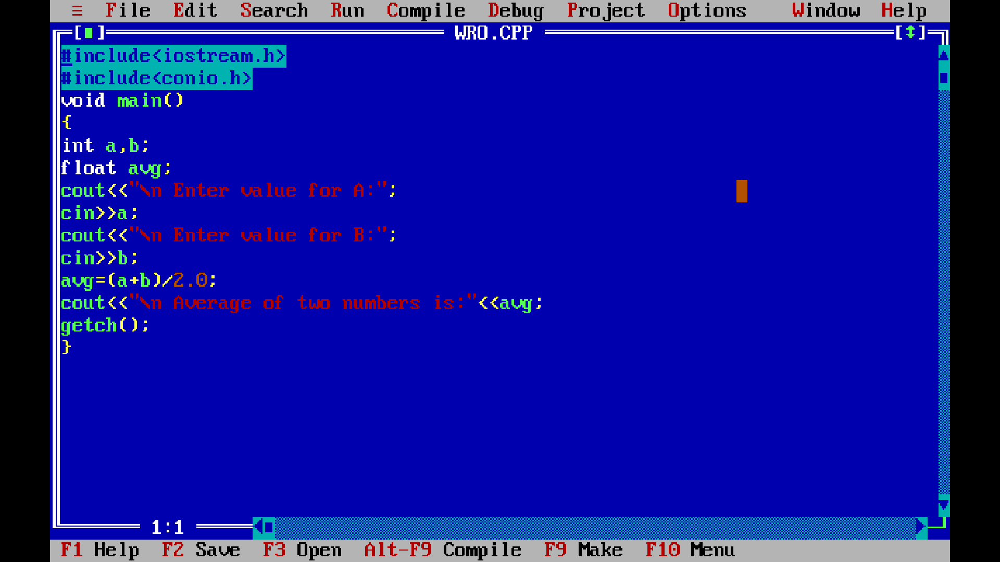 ≡ File Edit Search Run Compile Debug Project Options Window Help
[■] WRO.CPP [↕]
#include<iostream.h>
#include<conio.h>
void main()
{
int a,b;
float avg;
cout<<"\n Enter value for A:";
cin>>a;
cout<<"\n Enter value for B:";
cin>>b;
avg=(a+b)/2.0;
cout<<"\n Average of two numbers is:"<<avg;
getch();
}
1:1
F1 Help F2 Save F3 Open Alt-F9 Compile F9 Make F10 Menu